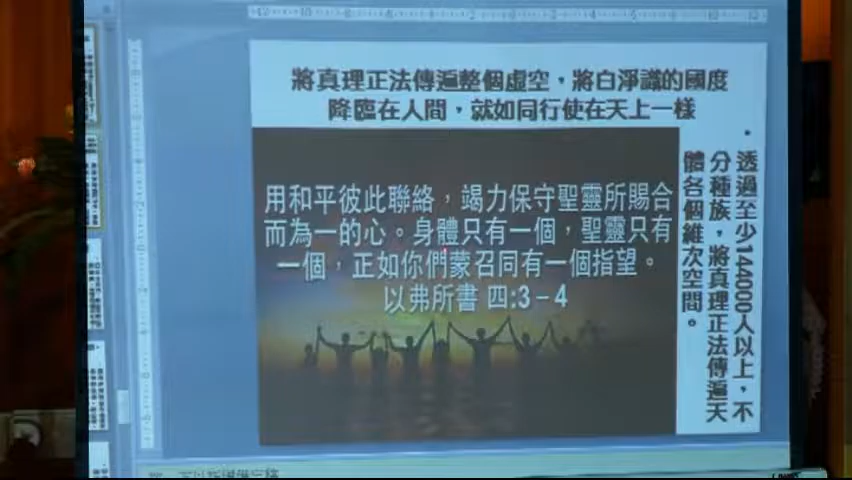 將真理正法傳遍整個虛空，將白淨識的國度
降臨在人間，就如同行使在天上一樣
用和平彼此聯絡，竭力保守聖靈所賜合
而為一的心。身體只有一個，聖靈只有
一個，正如你們蒙召同有一個指望。
以弗所書 四:3－4
•透過至少144000人以上，不
分種族，將真理正法傳遍天
體各個維次空間。